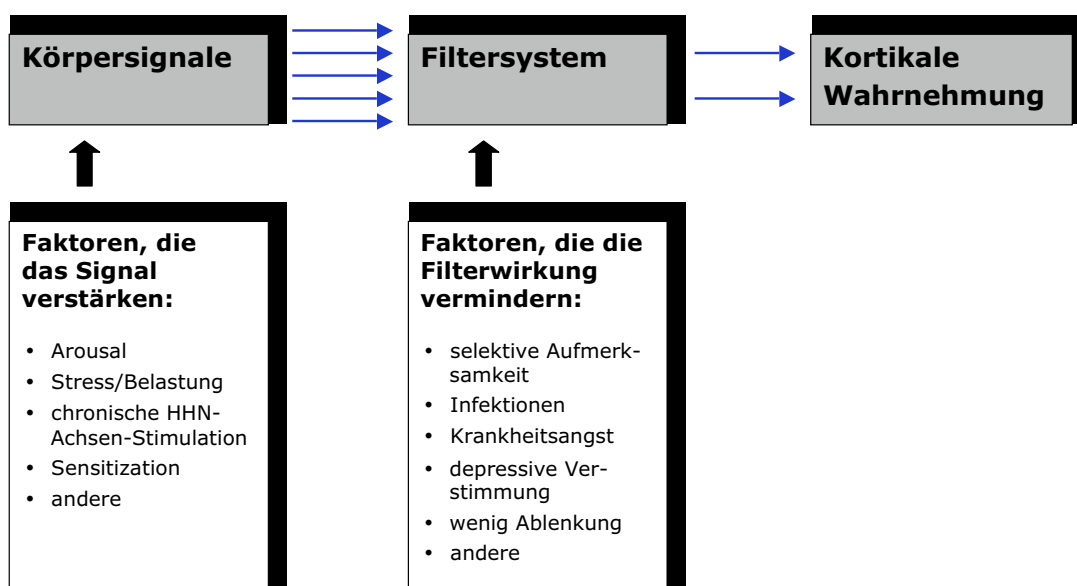 Körpersignale
Filtersystem
Kortikale
Wahrnehmung
Faktoren, die
das Signal
verstärken:
• Arousal
• Stress/Belastung
• chronische HHN-
Achsen-Stimulation
• Sensitization
• andere
Faktoren, die die
Filterwirkung
vermindern:
• selektive Aufmerk-
samkeit
• Infektionen
• Krankheitsangst
• depressive Ver-
stimmung
• wenig Ablenkung
• andere